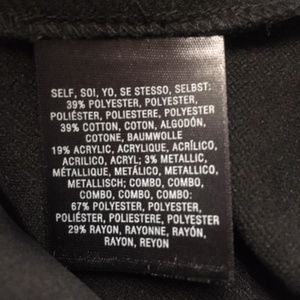 SELF, SO!, YO, SE STESSO, SELBST:
39% POLYESTER, POLYESTER,
POLIÉSTER, POLIESTERE, POLYESTER
39% COTTON, COTON, ALGODÓN,
COTONE, BAUMWOLLE
19% ACRYLIC, ACRYLIQUE, ACRÍLICO,
ACRILICO, ACRYL; 3% METALLIC,
MÉTALLIQUE, METÁLICO, METALLICO,
METALLISCH; COMBO, COMBO,
COMBO, COMBO, COMBO:
67% POLYESTER, POLYESTER,
POLIÉSTER, POLIESTERE, POLYESTER
29% RAYON, RAYONNE, RAYÓN,
RAYON, REYON